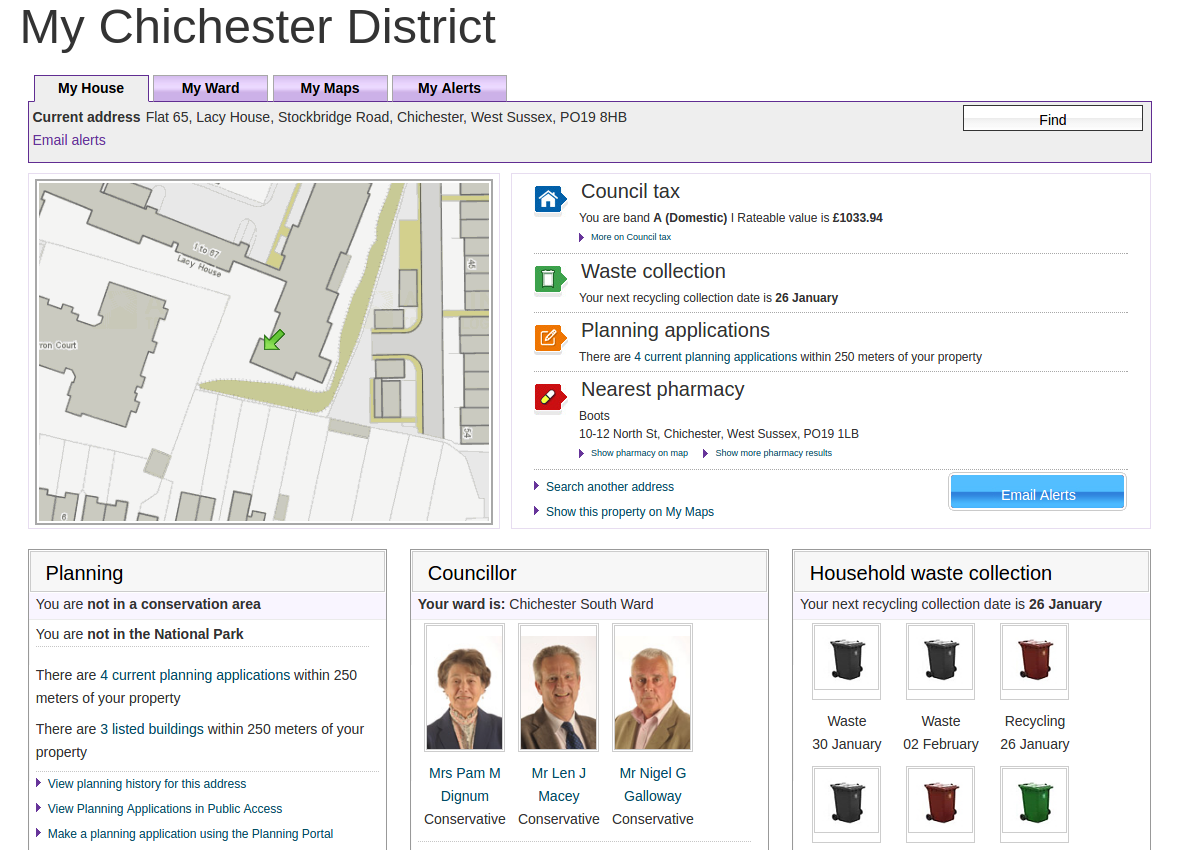 My Chichester District
My House
My Ward
My Maps
My Alerts
Current address Flat 65, Lacy House, Stockbridge Road, Chichester, West Sussex, PO19 8HB
Find
Email alerts
1 to 87
Lacy House
ron Court
46
54
6
Council tax
You are band A (Domestic) I Rateable value is £1033.94
More on Council tax
Waste collection
Your next recycling collection date is 26 January
Planning applications
There are 4 current planning applications within 250 meters of your property
Nearest pharmacy
Boots
10-12 North St, Chichester, West Sussex, PO19 1LB
Show pharmacy on map
Show more pharmacy results
Search another address
Show this property on My Maps
Email Alerts
Planning
You are not in a conservation area
You are not in the National Park
There are 4 current planning applications within 250
meters of your property
There are 3 listed buildings within 250 meters of your
property
View planning history for this address
View Planning Applications in Public Access
Make a planning application using the Planning Portal
Councillor
Your ward is: Chichester South Ward
Mrs Pam M
Dignum
Conservative
Mr Len J
Macey
Conservative
Mr Nigel G
Galloway
Conservative
Household waste collection
Your next recycling collection date is 26 January
Waste
30 January
Waste
02 February
Recycling
26 January